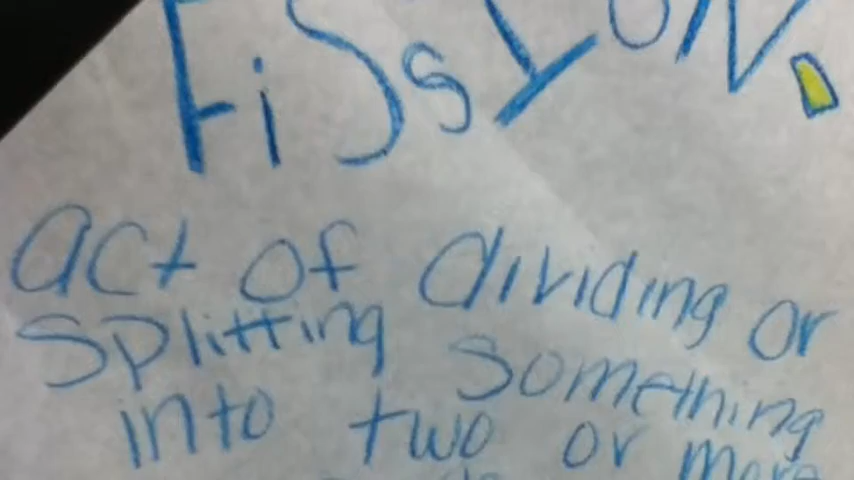 FiSsION.
act of dividing or
splitting something
into two or more